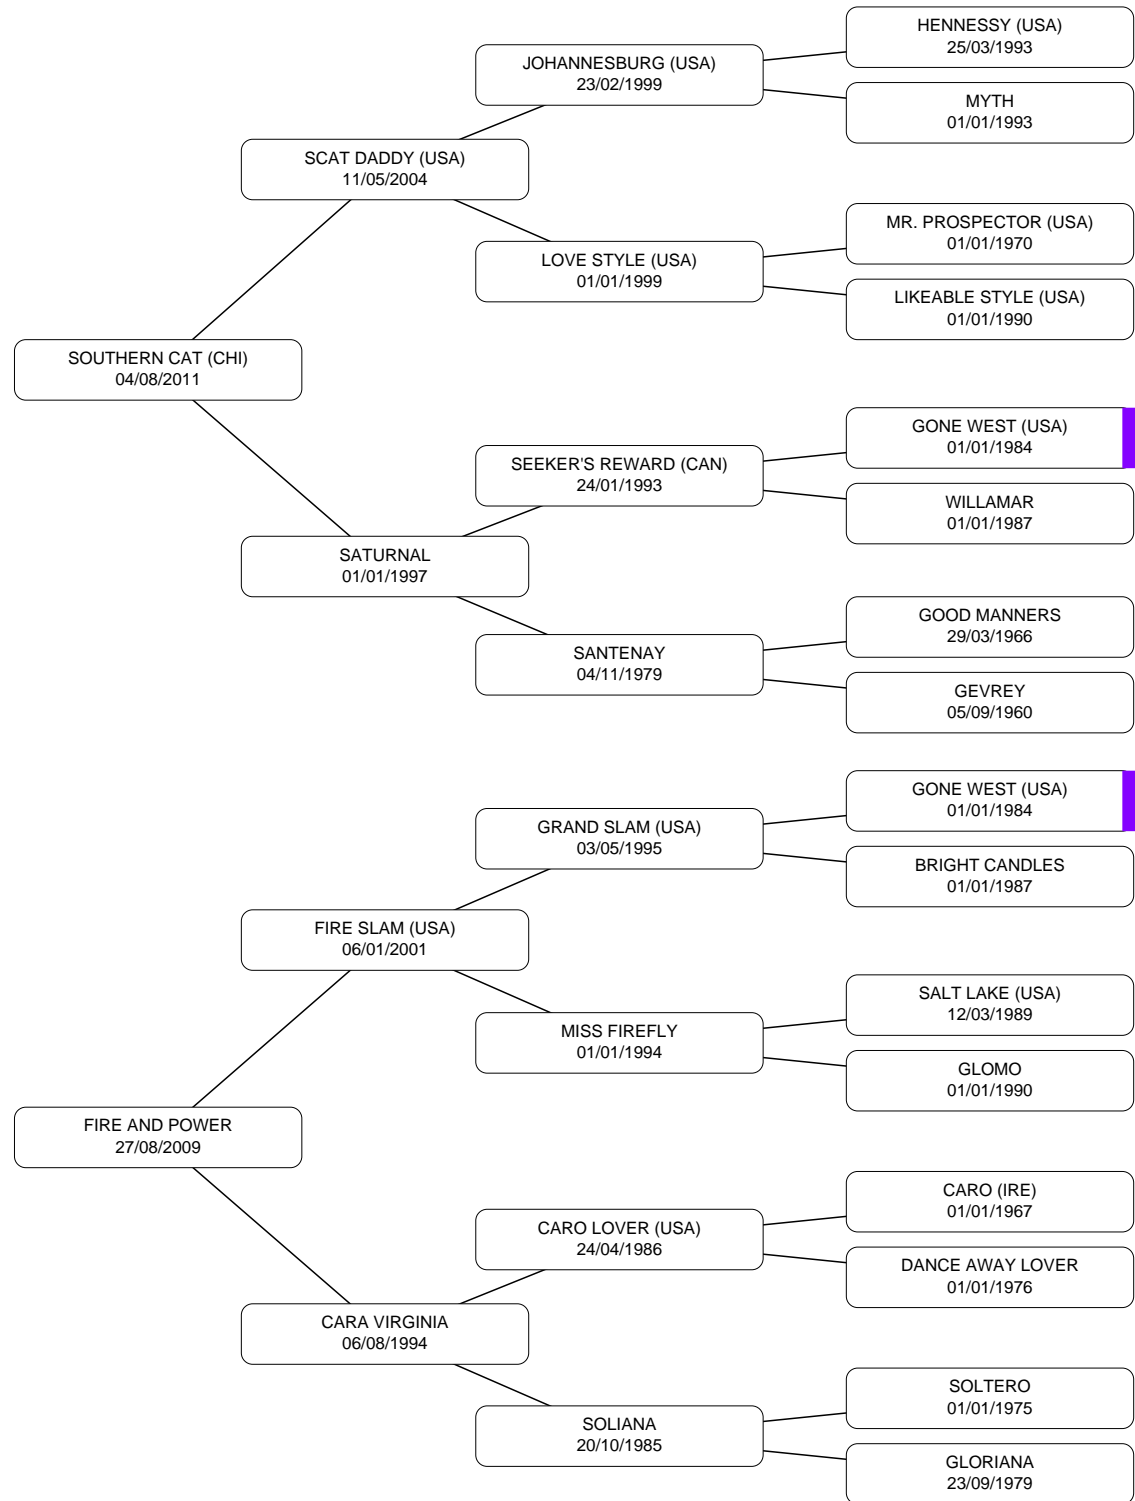 HENNESSY (USA)
25/03/1993
JOHANNESBURG (USA)
23/02/1999
MYTH
01/01/1993
SCAT DADDY (USA)
11/05/2004
MR. PROSPECTOR (USA)
01/01/1970
LOVE STYLE (USA)
01/01/1999
LIKEABLE STYLE (USA)
01/01/1990
SOUTHERN CAT (CHI)
04/08/2011
GONE WEST (USA)
01/01/1984
SEEKER'S REWARD (CAN)
24/01/1993
WILLAMAR
01/01/1987
SATURNAL
01/01/1997
GOOD MANNERS
29/03/1966
SANTENAY
04/11/1979
GEVREY
05/09/1960
GONE WEST (USA)
01/01/1984
GRAND SLAM (USA)
03/05/1995
BRIGHT CANDLES
01/01/1987
FIRE SLAM (USA)
06/01/2001
SALT LAKE (USA)
12/03/1989
MISS FIREFLY
01/01/1994
GLOMO
01/01/1990
FIRE AND POWER
27/08/2009
CARO (IRE)
01/01/1967
CARO LOVER (USA)
24/04/1986
DANCE AWAY LOVER
01/01/1976
CARA VIRGINIA
06/08/1994
SOLTERO
01/01/1975
SOLIANA
20/10/1985
GLORIANA
23/09/1979